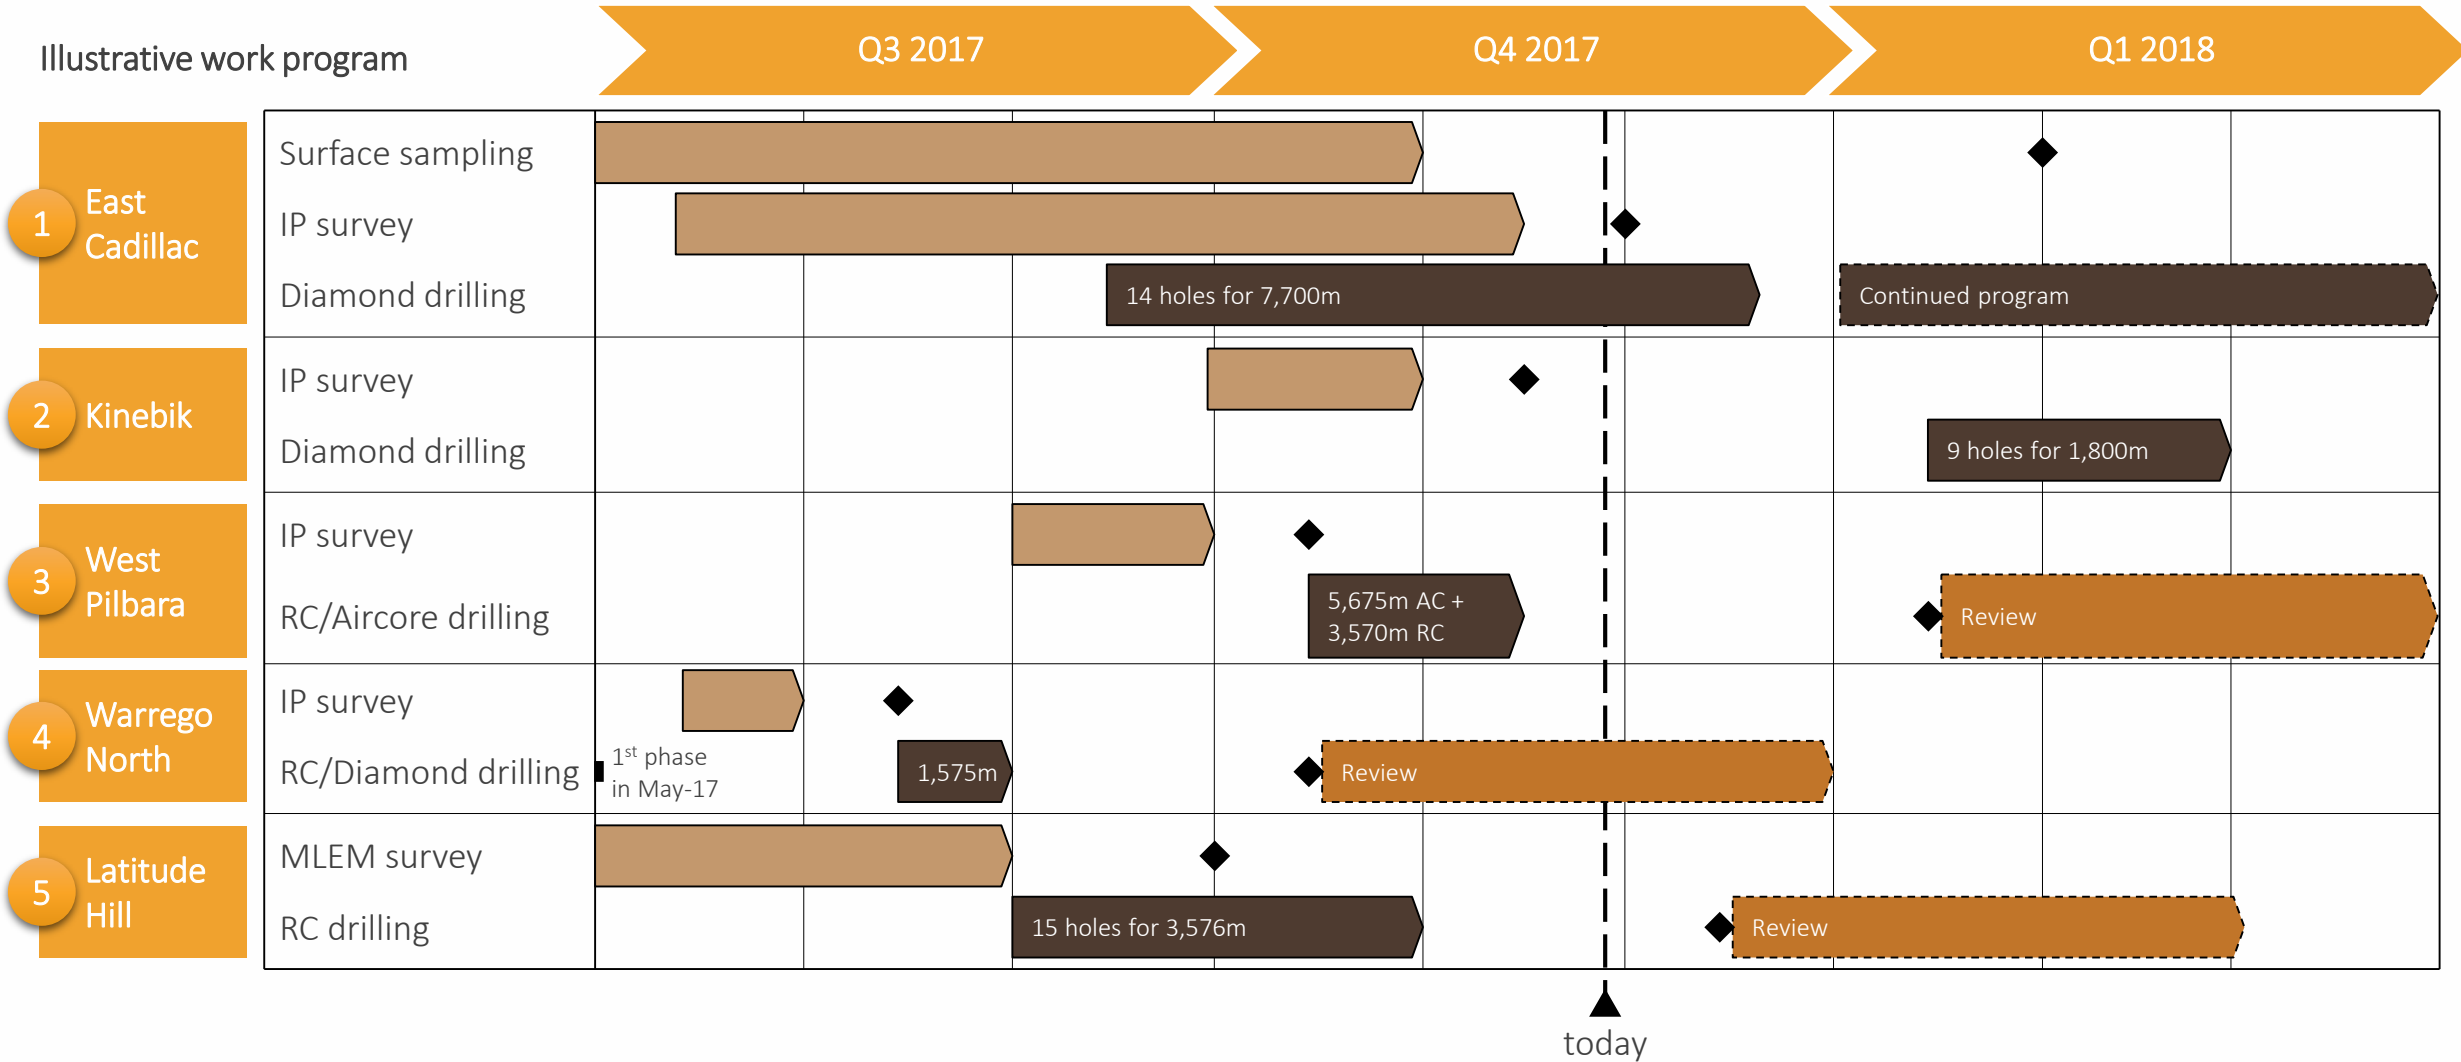 Illustrative work program
Q3 2017
Q4 2017
Q1 2018
1
East
Cadillac
Surface sampling
IP survey
Diamond drilling
14 holes for 7,700m
Continued program
2
Kinebik
IP survey
Diamond drilling
9 holes for 1,800m
3
West
Pilbara
IP survey
RC/Aircore drilling
5,675m AC +
3,570m RC
Review
4
Warrego
North
IP survey
RC/Diamond drilling
1st phase
in May-17
1,575m
Review
5
Latitude
Hill
MLEM survey
RC drilling
15 holes for 3,576m
Review
today